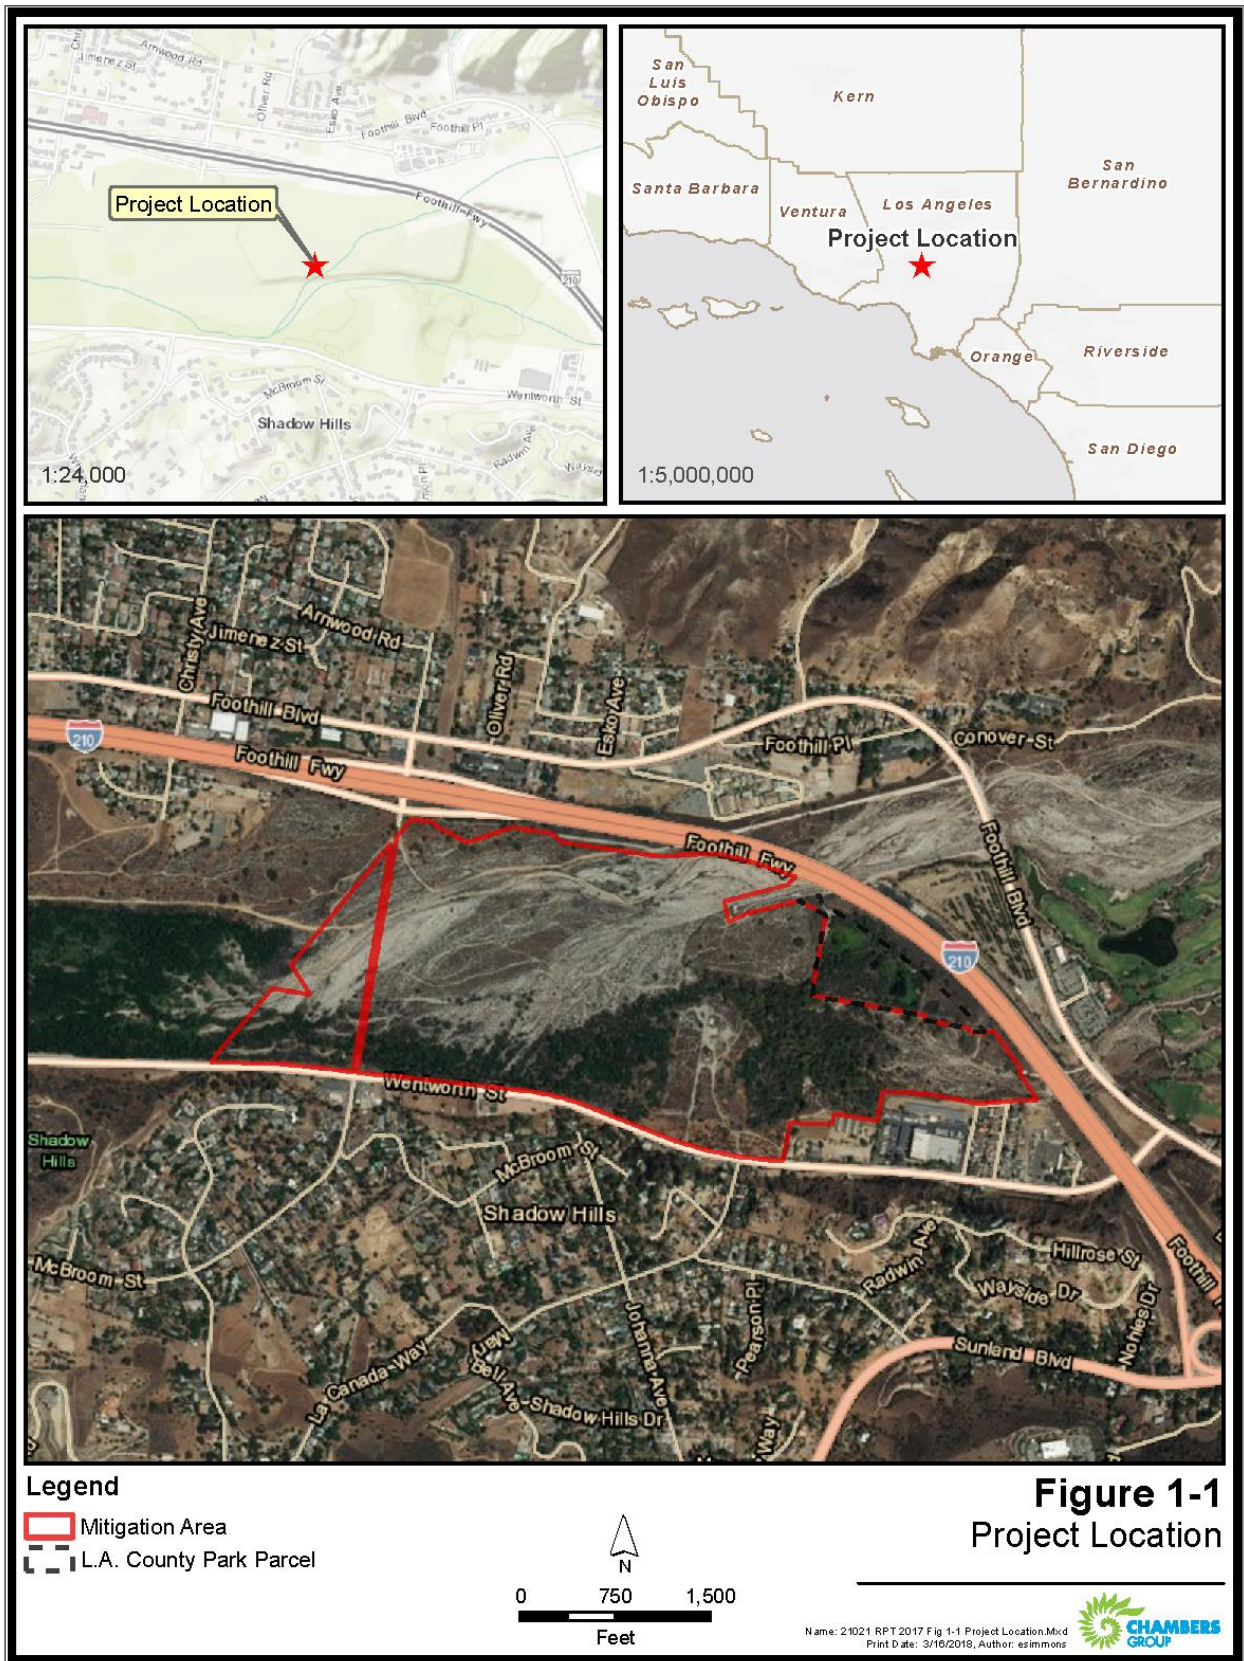 Arnwood Rd
Jimenez St
Oliver Rd
Esko Ave
Foothill Blvd
Foothill Pl
Foothill Fwy
Project Location
210
McBroom St
Wentworth St
Shadow Hills
Radwin Ave
1:24,000
San
Luis
Obispo
Kern
San
Bernardino
Santa Barbara
Ventura
Los Angeles
Project Location
Orange
Riverside
San Diego
1:5,000,000
Christy Ave
Jimenez St
Arnwood Rd
Oliver Rd
Esko Ave
Foothill Blvd
210
Foothill Fwy
Foothill Pl
Conover St
Foothill Fwy
Foothill Blvd
210
Wentworth St
Shadow
Hills
McBroom St
Shadow Hills
McBroom St
Radwin Ave
Hillrose St
Wayside Dr
Nohles Dr
Foothill
Pearson Pl
Johanna Ave
Sunland Blvd
La Canada Way
Mary
Bell Ave
Shadow Hills Dr
Way
Legend
Mitigation Area
L.A. County Park Parcel
N
0 750 1,500
Feet
Figure 1-1
Project Location
Name: 21021 RPT 2017 Fig 1-1 Project Location.Mxd
Print Date: 3/16/2018, Author: esimmons
CHAMBERS
GROUP